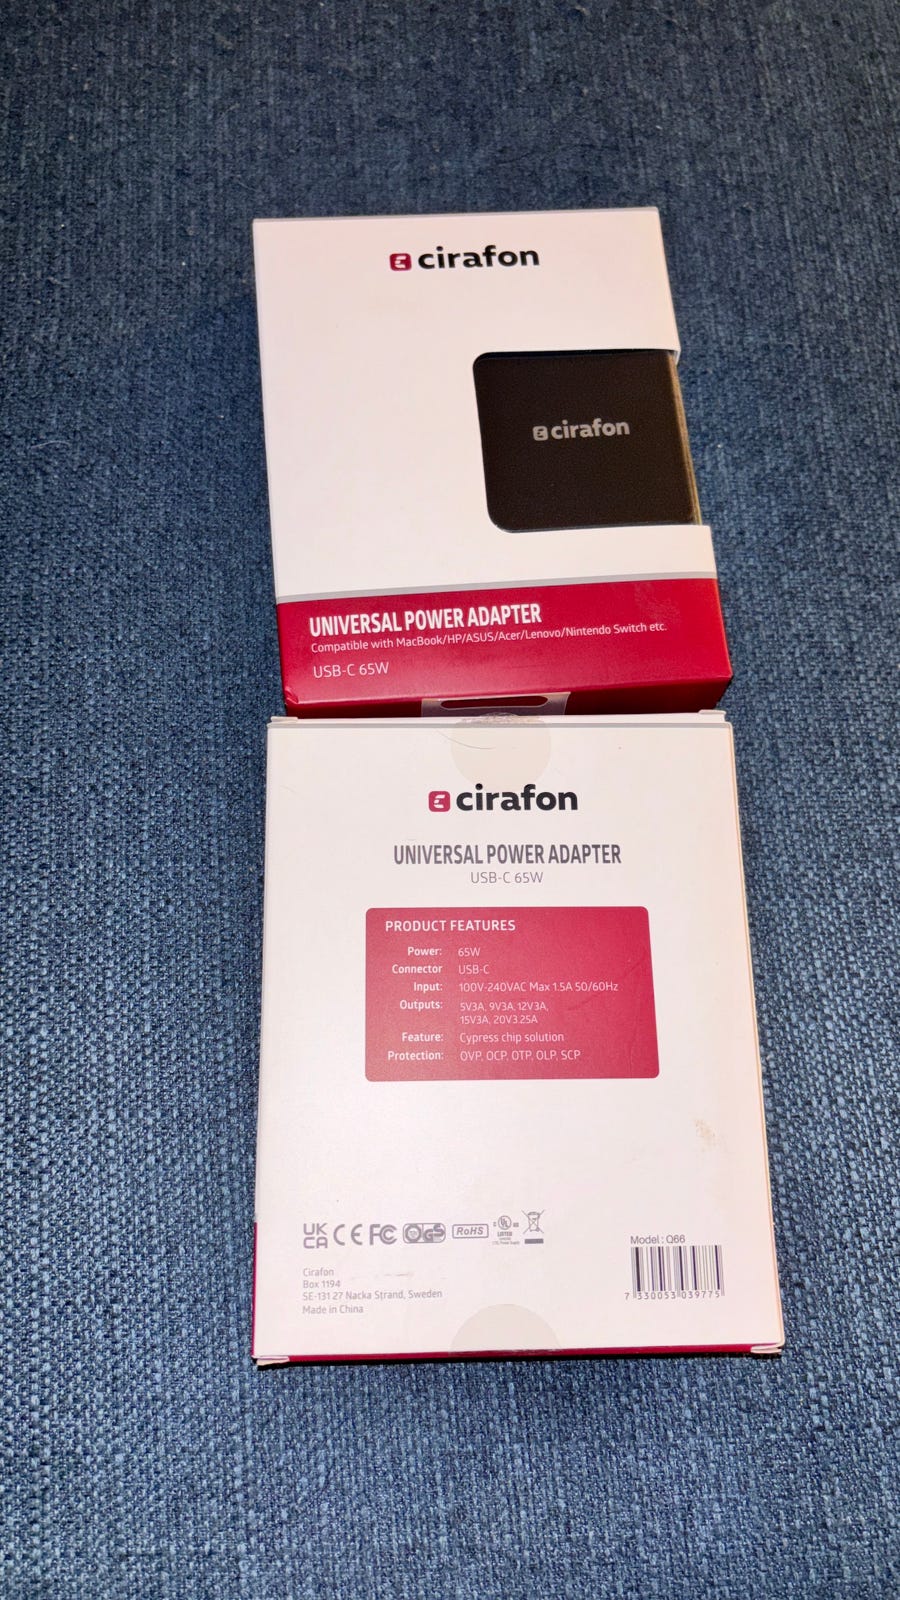 cirafon
cirafon
UNIVERSAL POWER ADAPTER
Compatible with MacBook/HP/ASUS/Acer/Lenovo/Nintendo Switch etc.
USB-C 65W
cirafon
UNIVERSAL POWER ADAPTER
USB-C 65W
PRODUCT FEATURES
Power: 65W
Connector USB-C
Input: 100V-240VAC Max 1.5A 50/60Hz
Outputs: 5V3A, 9V3A, 12V3A,
15V3A, 20V3.25A
Feature: Cypress chip solution
Protection: OVP, OCP, OTP, OLP, SCP
UK CA CE FC GS RoHS UL LISTED
Cirafon
Box 1194
SE-131 27 Nacka Strand, Sweden
Made in China
Model : Q66
7 330053 039775